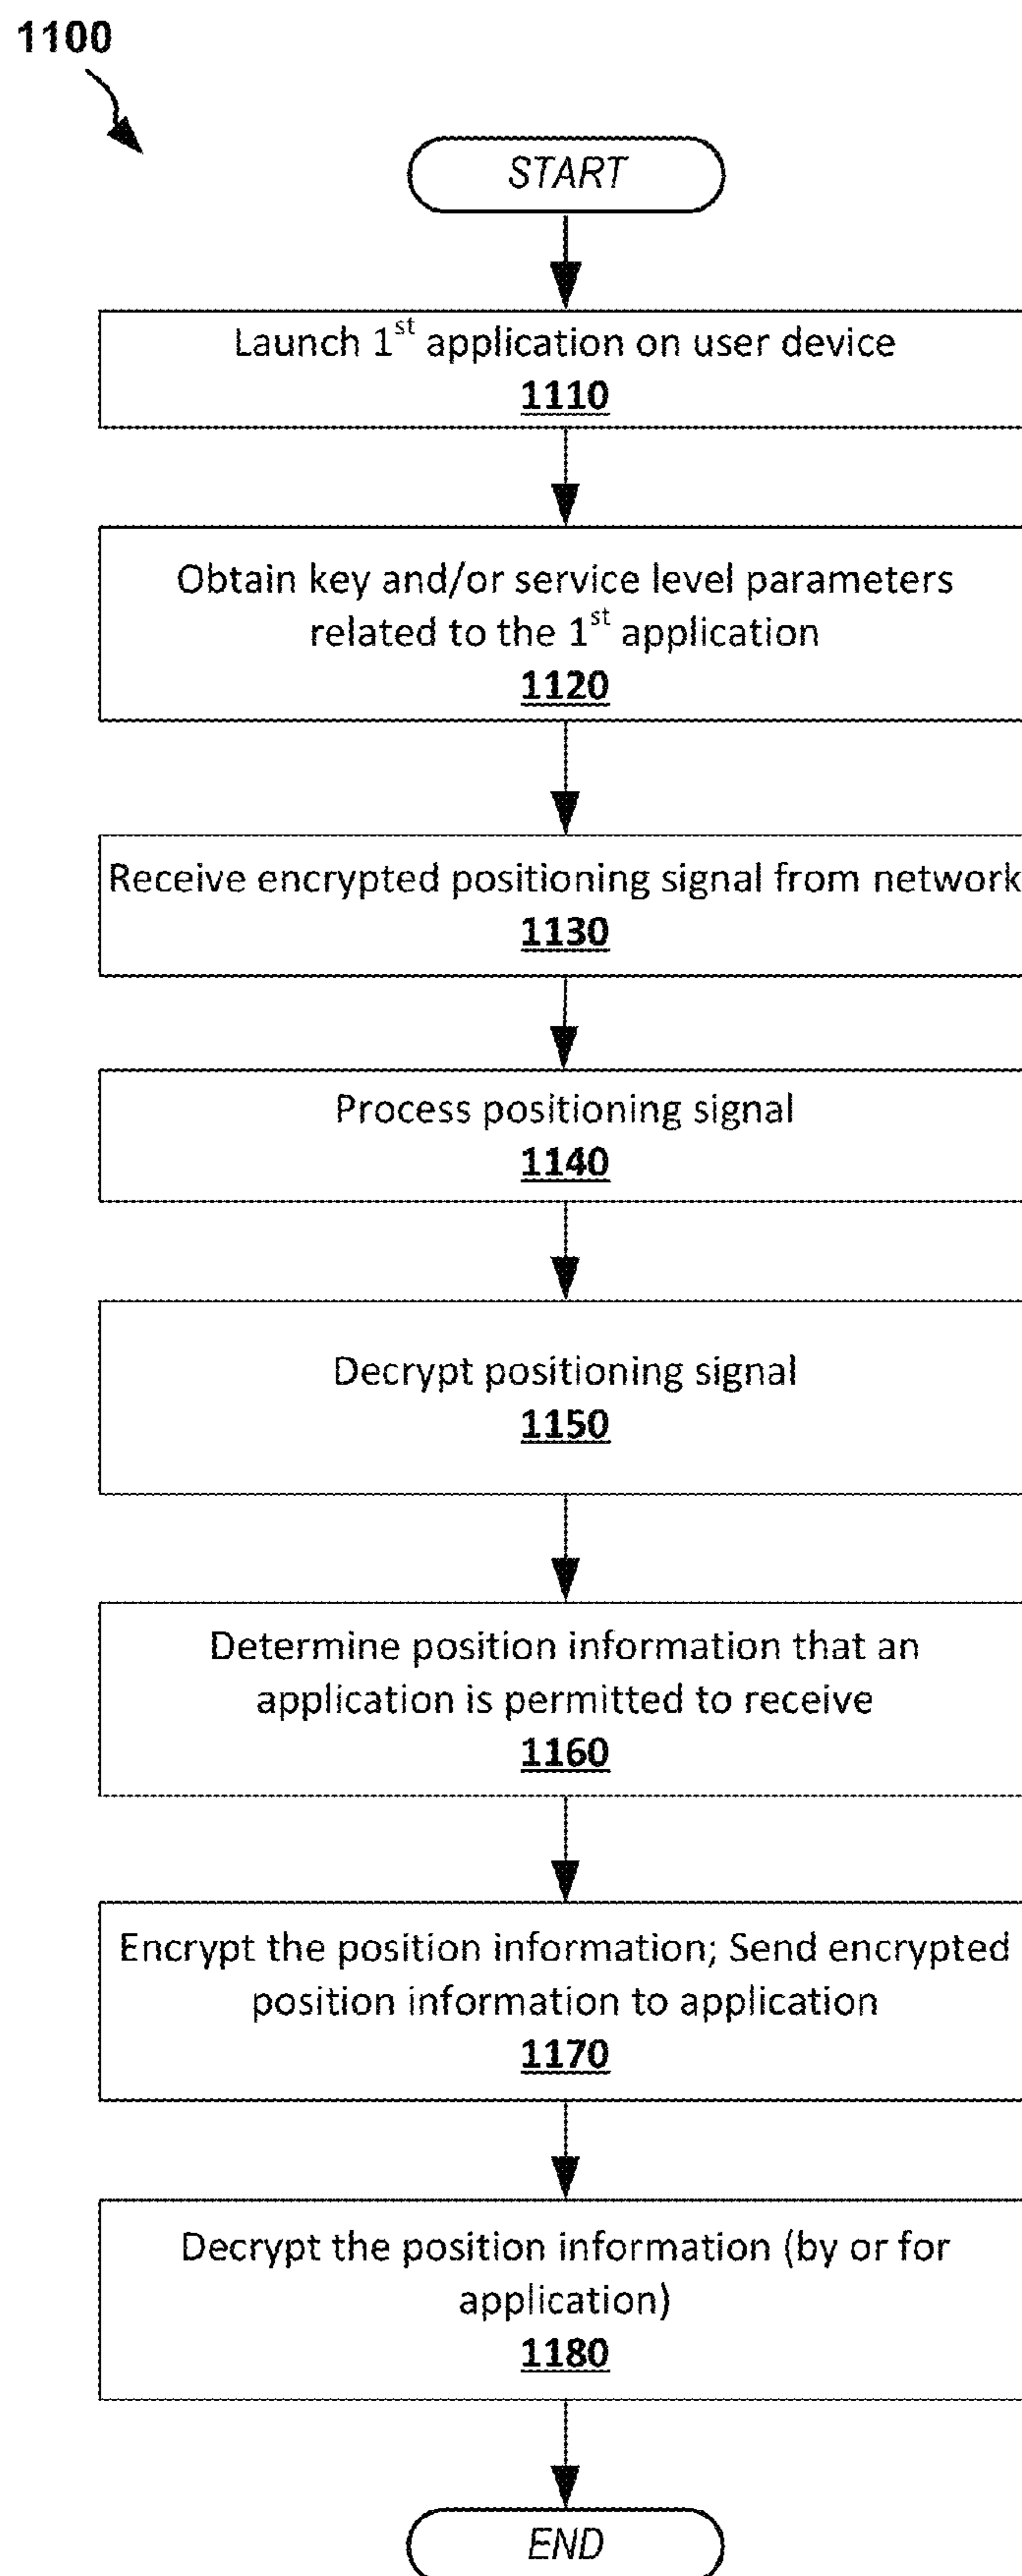 1100
START
Launch 1st application on user device
1110
Obtain key and/or service level parameters
related to the 1st application
1120
Receive encrypted positioning signal from network
1130
Process positioning signal
1140
Decrypt positioning signal
1150
Determine position information that an
application is permitted to receive
1160
Encrypt the position information; Send encrypted
position information to application
1170
Decrypt the position information (by or for
application)
1180
END